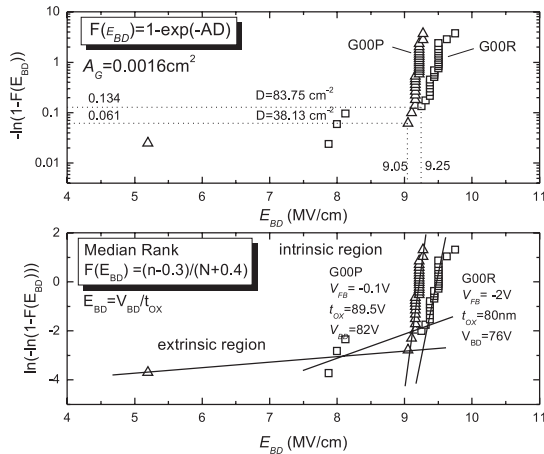 F(E_BD)=1-exp(-AD)
A_G=0.0016cm²
G00P
G00R
0.134
D=83.75 cm⁻²
0.061
D=38.13 cm⁻²
9.05
9.25
-ln(1-F(E_BD))
1
0.1
0.01
4 5 6 7 8 9 10 11
E_BD (MV/cm)
Median Rank
F(E_BD) =(n-0.3)/(N+0.4)
E_BD=V_BD/t_OX
intrinsic region
G00P
V_FB= -0.1V
t_OX=89.5V
V_BD=82V
G00R
V_FB= -2V
t_OX=80nm
V_BD=76V
extrinsic region
ln(-ln(1-F(E_BD)))
2
0
-2
-4
4 5 6 7 8 9 10 11
E_BD (MV/cm)